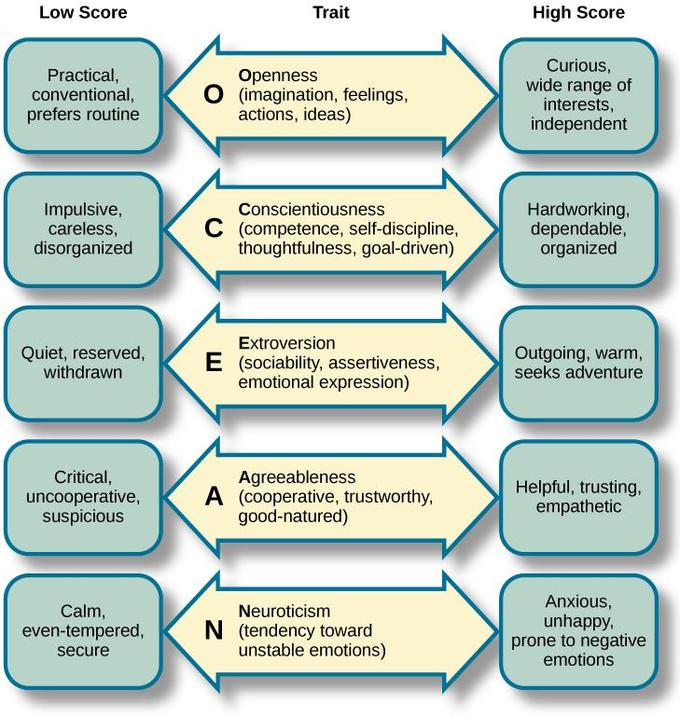 Low Score
Trait
High Score
Practical,
conventional,
prefers routine
O
Openness
(imagination, feelings,
actions, ideas)
Curious,
wide range of
interests,
independent
Impulsive,
careless,
disorganized
C
Conscientiousness
(competence, self-discipline,
thoughtfulness, goal-driven)
Hardworking,
dependable,
organized
Quiet, reserved,
withdrawn
E
Extroversion
(sociability, assertiveness,
emotional expression)
Outgoing, warm,
seeks adventure
Critical,
uncooperative,
suspicious
A
Agreeableness
(cooperative, trustworthy,
good-natured)
Helpful, trusting,
empathetic
Calm,
even-tempered,
secure
N
Neuroticism
(tendency toward
unstable emotions)
Anxious,
unhappy,
prone to negative
emotions